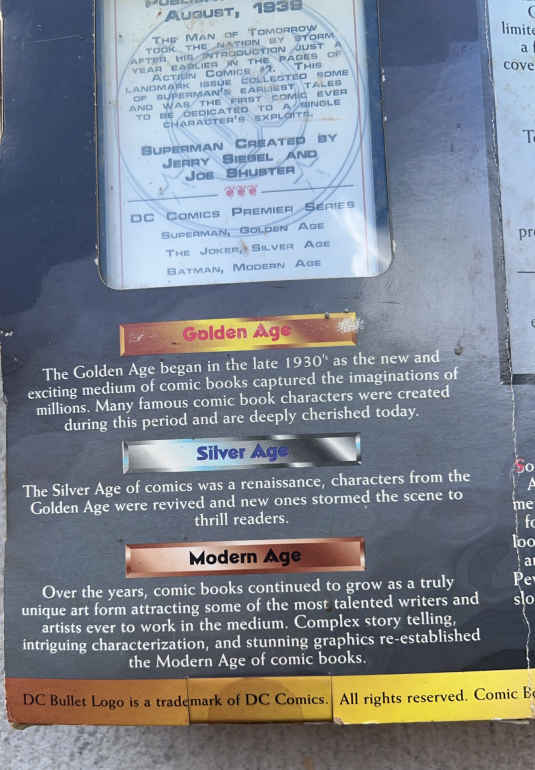 AUGUST, 1939
THE MAN OF TOMORROW
TOOK THE NATION BY STORM
AFTER HIS INTRODUCTION JUST A
YEAR EARLIER IN THE PAGES OF
ACTION COMICS #1. THIS
LANDMARK ISSUE COLLECTED SOME
OF SUPERMAN'S EARLIEST TALES
AND WAS THE FIRST COMIC EVER
TO BE DEDICATED TO A SINGLE
CHARACTER'S EXPLOITS.
SUPERMAN CREATED BY
JERRY SIEGEL AND
JOE SHUSTER
DC COMICS PREMIER SERIES
SUPERMAN, GOLDEN AGE
THE JOKER, SILVER AGE
BATMAN, MODERN AGE
Golden Age
The Golden Age began in the late 1930's as the new and
exciting medium of comic books captured the imaginations of
millions. Many famous comic book characters were created
during this period and are deeply cherished today.
Silver Age
The Silver Age of comics was a renaissance, characters from the
Golden Age were revived and new ones stormed the scene to
thrill readers.
Modern Age
Over the years, comic books continued to grow as a truly
unique art form attracting some of the most talented writers and
artists ever to work in the medium. Complex story telling,
intriguing characterization, and stunning graphics re-established
the Modern Age of comic books.
DC Bullet Logo is a trademark of DC Comics. All rights reserved. Comic